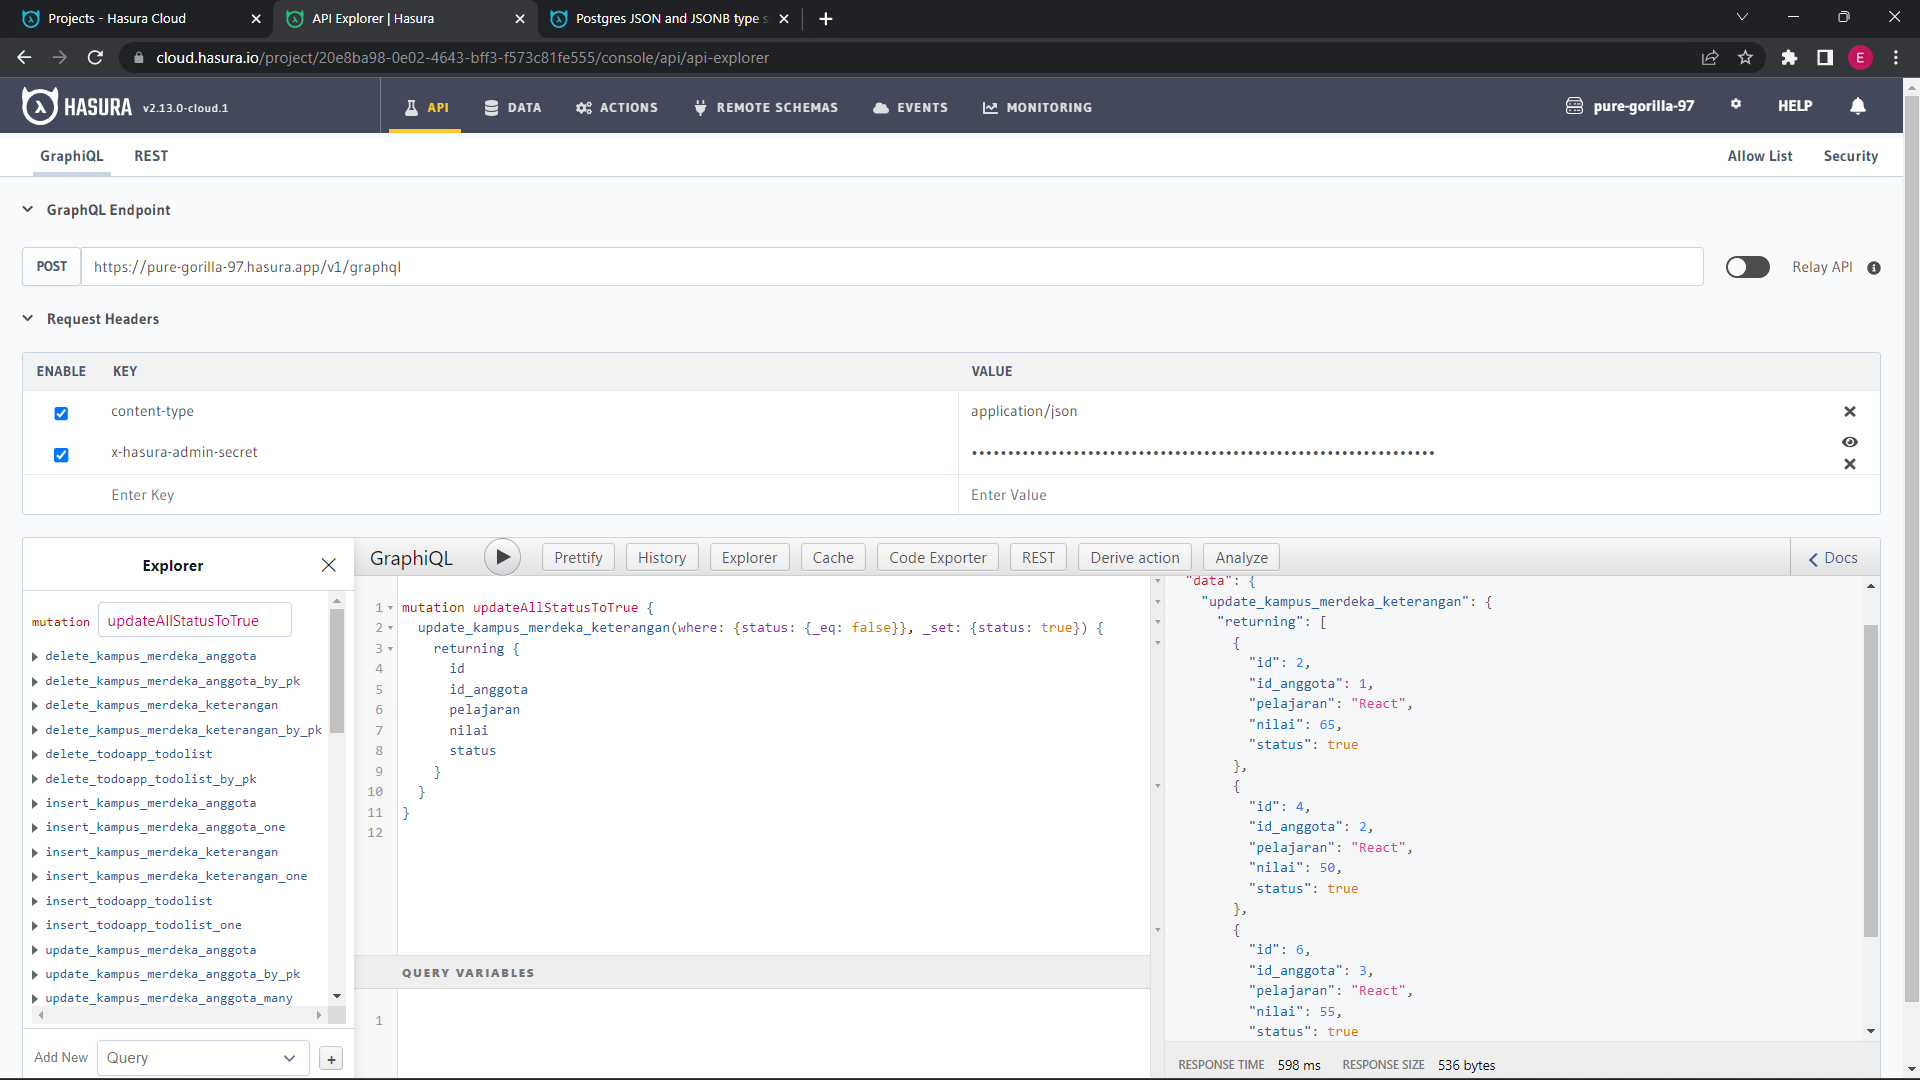 Projects - Hasura Cloud
API Explorer | Hasura
Postgres JSON and JSONB type s
cloud.hasura.io/project/20e8ba98-0e02-4643-bff3-f573c81fe555/console/api/api-explorer
E
HASURA v2.13.0-cloud.1
API
DATA
ACTIONS
REMOTE SCHEMAS
EVENTS
MONITORING
pure-gorilla-97
HELP
GraphiQL
REST
Allow List
Security
GraphQL Endpoint
POST
https://pure-gorilla-97.hasura.app/v1/graphql
Relay API
Request Headers
ENABLE KEY VALUE
content-type application/json
x-hasura-admin-secret ••••••••••••••••••••••••••••••••••••••••••••••••••••••••••••••••
Enter Key Enter Value
Explorer
mutation updateAllStatusToTrue
delete_kampus_merdeka_anggota
delete_kampus_merdeka_anggota_by_pk
delete_kampus_merdeka_keterangan
delete_kampus_merdeka_keterangan_by_pk
delete_todoapp_todolist
delete_todoapp_todolist_by_pk
insert_kampus_merdeka_anggota
insert_kampus_merdeka_anggota_one
insert_kampus_merdeka_keterangan
insert_kampus_merdeka_keterangan_one
insert_todoapp_todolist
insert_todoapp_todolist_one
update_kampus_merdeka_anggota
update_kampus_merdeka_anggota_by_pk
update_kampus_merdeka_anggota_many
Add New Query +
GraphiQL
Prettify
History
Explorer
Cache
Code Exporter
REST
Derive action
Analyze
Docs
1 mutation updateAllStatusToTrue {
2 update_kampus_merdeka_keterangan(where: {status: {_eq: false}}, _set: {status: true}) {
3 returning {
4 id
5 id_anggota
6 pelajaran
7 nilai
8 status
9 }
10 }
11 }
12
QUERY VARIABLES
1
"data": {
"update_kampus_merdeka_keterangan": {
"returning": [
{
"id": 2,
"id_anggota": 1,
"pelajaran": "React",
"nilai": 65,
"status": true
},
{
"id": 4,
"id_anggota": 2,
"pelajaran": "React",
"nilai": 50,
"status": true
},
{
"id": 6,
"id_anggota": 3,
"pelajaran": "React",
"nilai": 55,
"status": true
RESPONSE TIME 598 ms RESPONSE SIZE 536 bytes